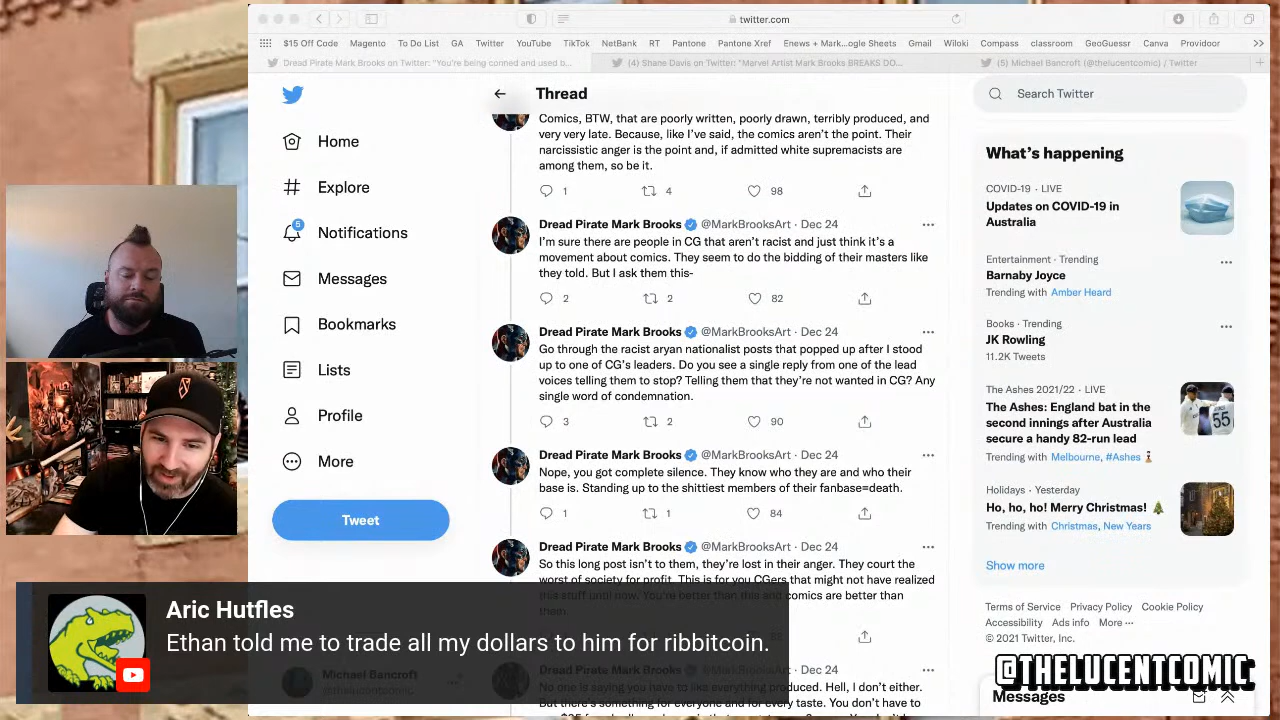 twitter.com
$15 Off Code Magento To Do List GA Twitter YouTube TikTok NetBank RT Pantone Pantone Xref Enews + Mark...ogle Sheets Gmail Wiloki Compass classroom GeoGuessr Canva Providoor
Dread Pirate Mark Brooks on Twitter: "You're being conned and used b...
(4) Shane Davis on Twitter: "Marvel Artist Mark Brooks BREAKS DO...
(5) Michael Bancroft (@thelucentcomic) / Twitter
Home
Explore
5
Notifications
Messages
Bookmarks
Lists
Profile
More
Tweet
Michael Bancroft
@thelucentcomic
Thread
Comics, BTW, that are poorly written, poorly drawn, terribly produced, and
very very late. Because, like I've said, the comics aren't the point. Their
narcissistic anger is the point and, if admitted white supremacists are
among them, so be it.
1 4 98
Dread Pirate Mark Brooks @MarkBrooksArt · Dec 24
I'm sure there are people in CG that aren't racist and just think it's a
movement about comics. They seem to do the bidding of their masters like
they told. But I ask them this-
2 2 82
Dread Pirate Mark Brooks @MarkBrooksArt · Dec 24
Go through the racist aryan nationalist posts that popped up after I stood
up to one of CG's leaders. Do you see a single reply from one of the lead
voices telling them to stop? Telling them that they're not wanted in CG? Any
single word of condemnation.
3 2 90
Dread Pirate Mark Brooks @MarkBrooksArt · Dec 24
Nope, you got complete silence. They know who they are and who their
base is. Standing up to the shittiest members of their fanbase=death.
1 1 84
Dread Pirate Mark Brooks @MarkBrooksArt · Dec 24
So this long post isn't to them, they're lost in their anger. They court the
worst of society for profit. This is for you CGers that might not have realized
this stuff until now. You're better than this and comics are better than
them.
Dread Pirate Mark Brooks @MarkBrooksArt · Dec 24
No one is saying you have to like everything produced. Hell, I don't either.
But there's something for everyone and for every taste. You don't have to
Search Twitter
What's happening
COVID-19 · LIVE
Updates on COVID-19 in
Australia
Entertainment · Trending
Barnaby Joyce
Trending with Amber Heard
Books · Trending
JK Rowling
11.2K Tweets
The Ashes 2021/22 · LIVE
The Ashes: England bat in the
second innings after Australia
secure a handy 82-run lead
Trending with Melbourne, #Ashes
55
Holidays · Yesterday
Ho, ho, ho! Merry Christmas! 🎄
Trending with Christmas, New Years
Show more
Terms of Service Privacy Policy Cookie Policy
Accessibility Ads info More ···
© 2021 Twitter, Inc.
Messages
@THELUCENTCOMIC
Aric Hutfles
Ethan told me to trade all my dollars to him for ribbitcoin.